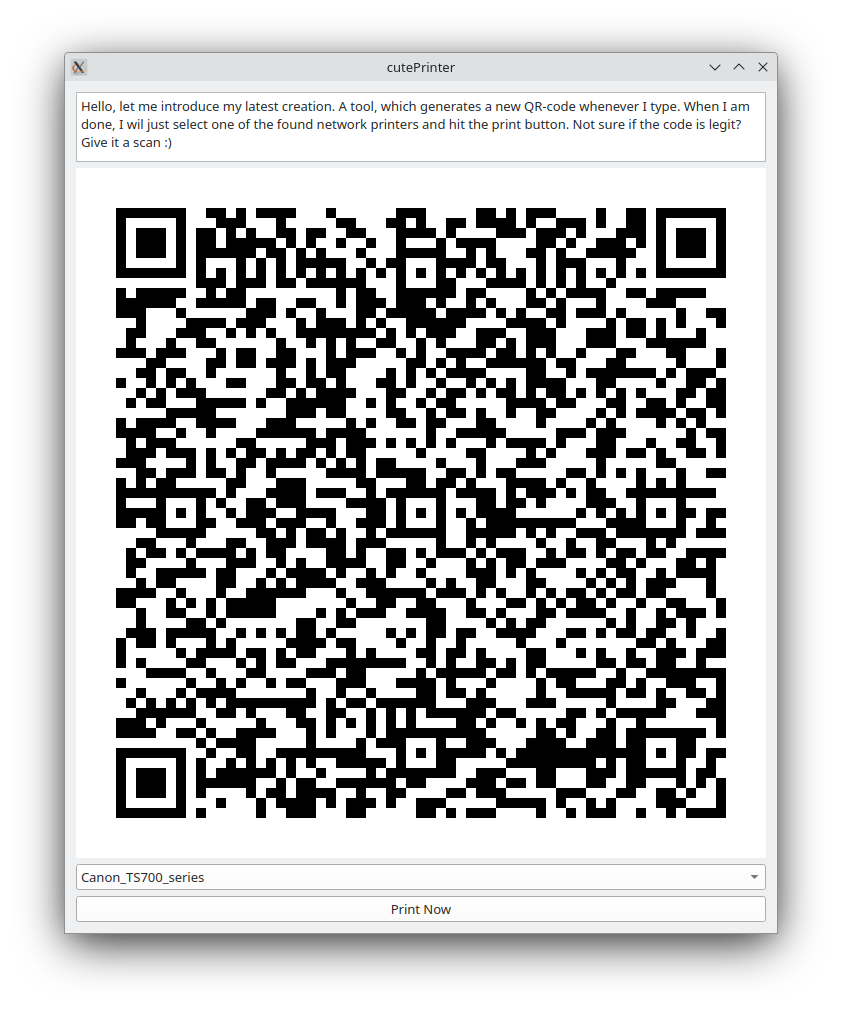 cutePrinter
Hello, let me introduce my latest creation. A tool, which generates a new QR-code whenever I type. When I am
done, I wil just select one of the found network printers and hit the print button. Not sure if the code is legit?
Give it a scan :)
Canon_TS700_series
Print Now